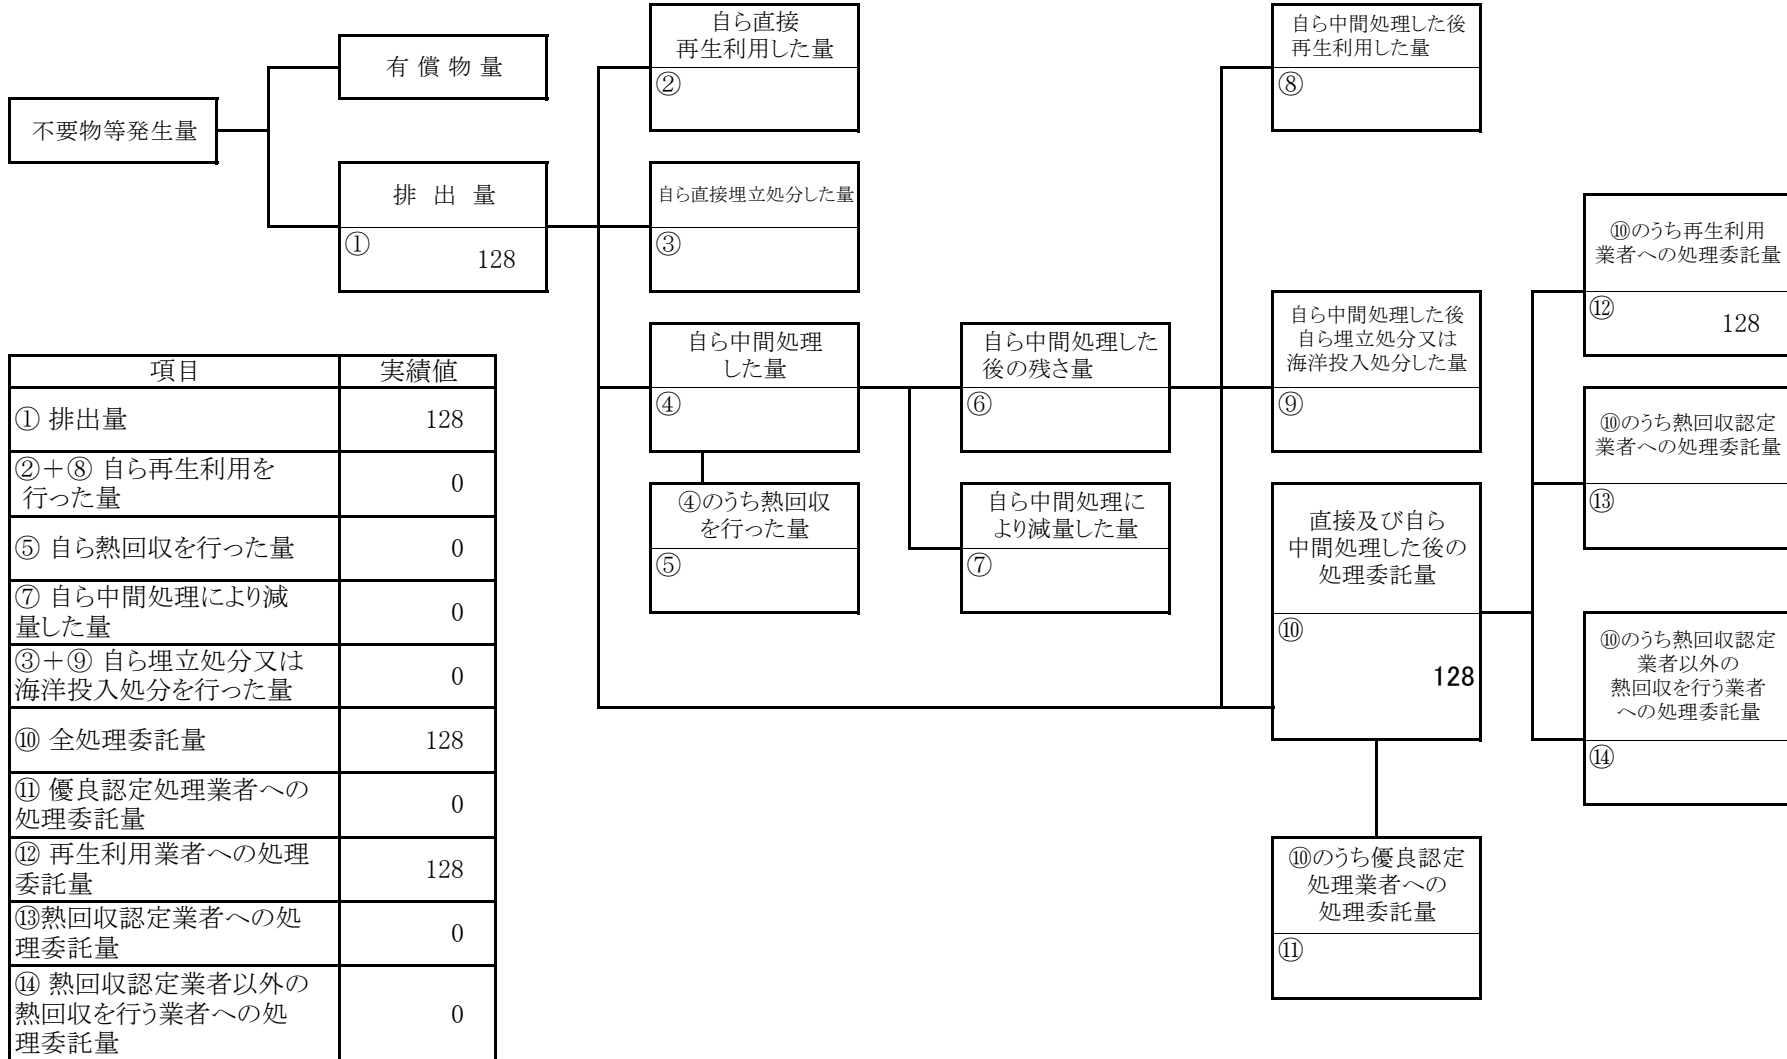 不要物等発生量
有 償 物 量
排 出 量
①
128
自ら直接
再生利用した量
②
自ら直接埋立処分した量
③
自ら中間処理
した量
④
④のうち熱回収
を行った量
⑤
自ら中間処理した
後の残さ量
⑥
自ら中間処理に
より減量した量
⑦
自ら中間処理した後
再生利用した量
⑧
自ら中間処理した後
自ら埋立処分又は
海洋投入処分した量
⑨
直接及び自ら
中間処理した後の
処理委託量
⑩
128
⑩のうち優良認定
処理業者への
処理委託量
⑪
⑩のうち再生利用
業者への処理委託量
⑫
128
⑩のうち熱回収認定
業者への処理委託量
⑬
⑩のうち熱回収認定
業者以外の
熱回収を行う業者
への処理委託量
⑭
項目 実績値
① 排出量 128
②＋⑧ 自ら再生利用を
行った量 0
⑤ 自ら熱回収を行った量 0
⑦ 自ら中間処理により減
量した量 0
③＋⑨ 自ら埋立処分又は
海洋投入処分を行った量 0
⑩ 全処理委託量 128
⑪ 優良認定処理業者への
処理委託量 0
⑫ 再生利用業者への処理
委託量 128
⑬熱回収認定業者への処
理委託量 0
⑭ 熱回収認定業者以外の
熱回収を行う業者への処
理委託量 0